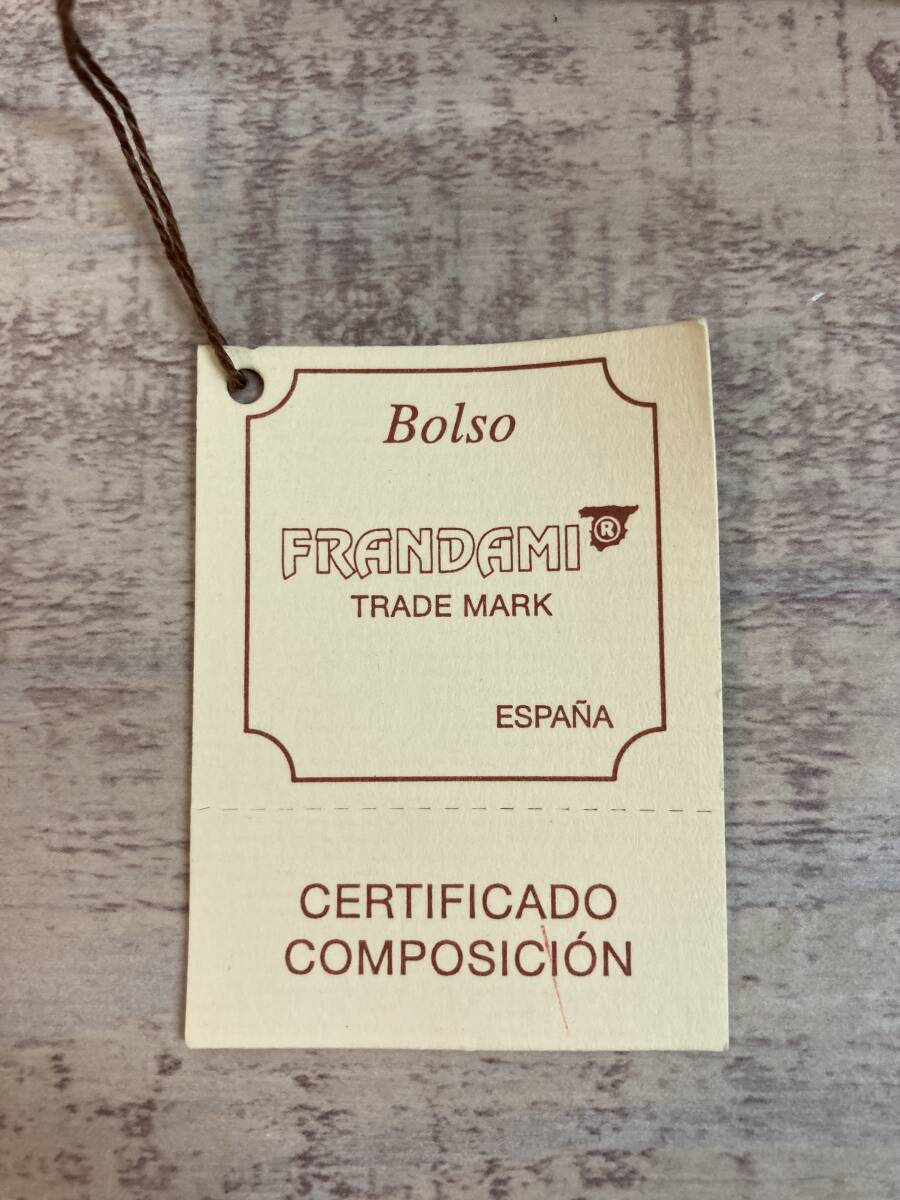 Bolso
FRANDAMI®
TRADE MARK
ESPAÑA
CERTIFICADO
COMPOSICIÓN